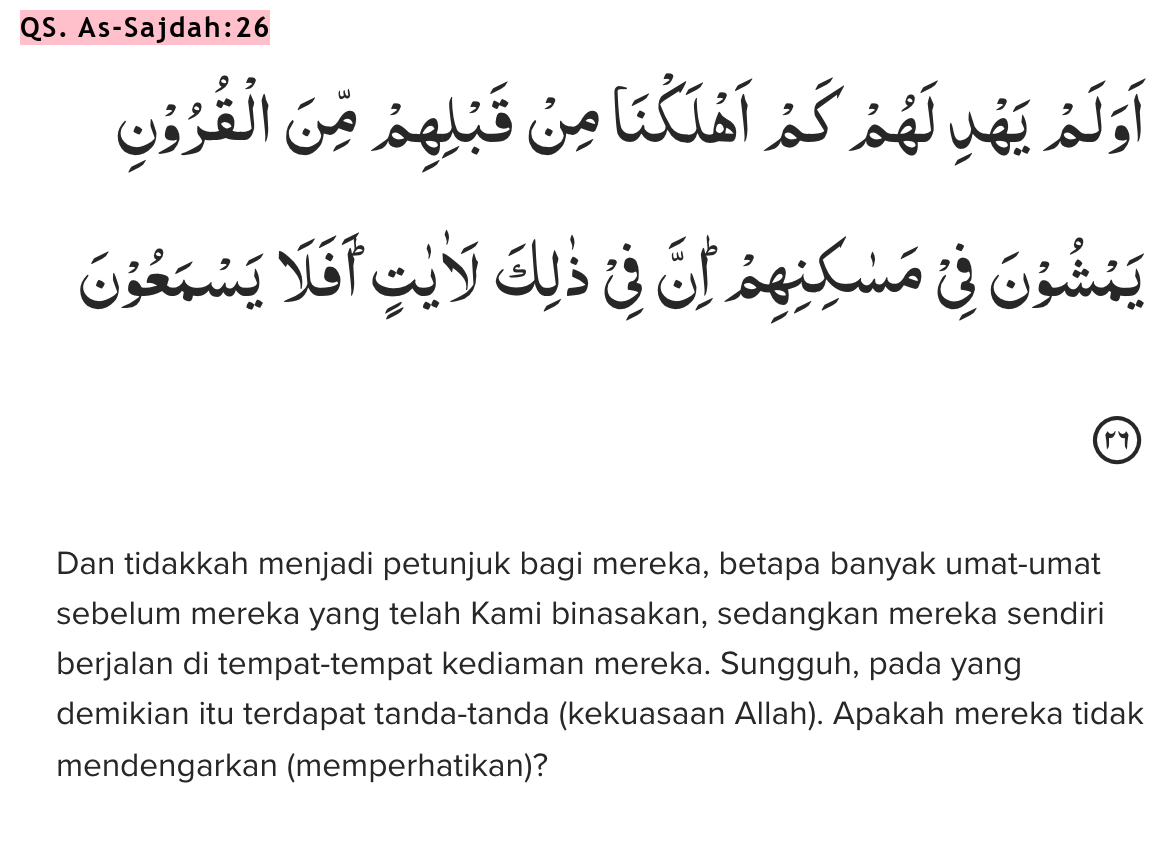 QS. As-Sajdah:26
اَوَلَمْ يَهْدِ لَهُمْ كَمْ اَهْلَكْنَا مِنْ قَبْلِهِمْ مِّنَ الْقُرُوْنِ
يَمْشُوْنَ فِيْ مَسٰكِنِهِمْ ۗاِنَّ فِيْ ذٰلِكَ لَاٰيٰتٍۗ اَفَلَا يَسْمَعُوْنَ
٢٦
Dan tidakkah menjadi petunjuk bagi mereka, betapa banyak umat-umat
sebelum mereka yang telah Kami binasakan, sedangkan mereka sendiri
berjalan di tempat-tempat kediaman mereka. Sungguh, pada yang
demikian itu terdapat tanda-tanda (kekuasaan Allah). Apakah mereka tidak
mendengarkan (memperhatikan)?